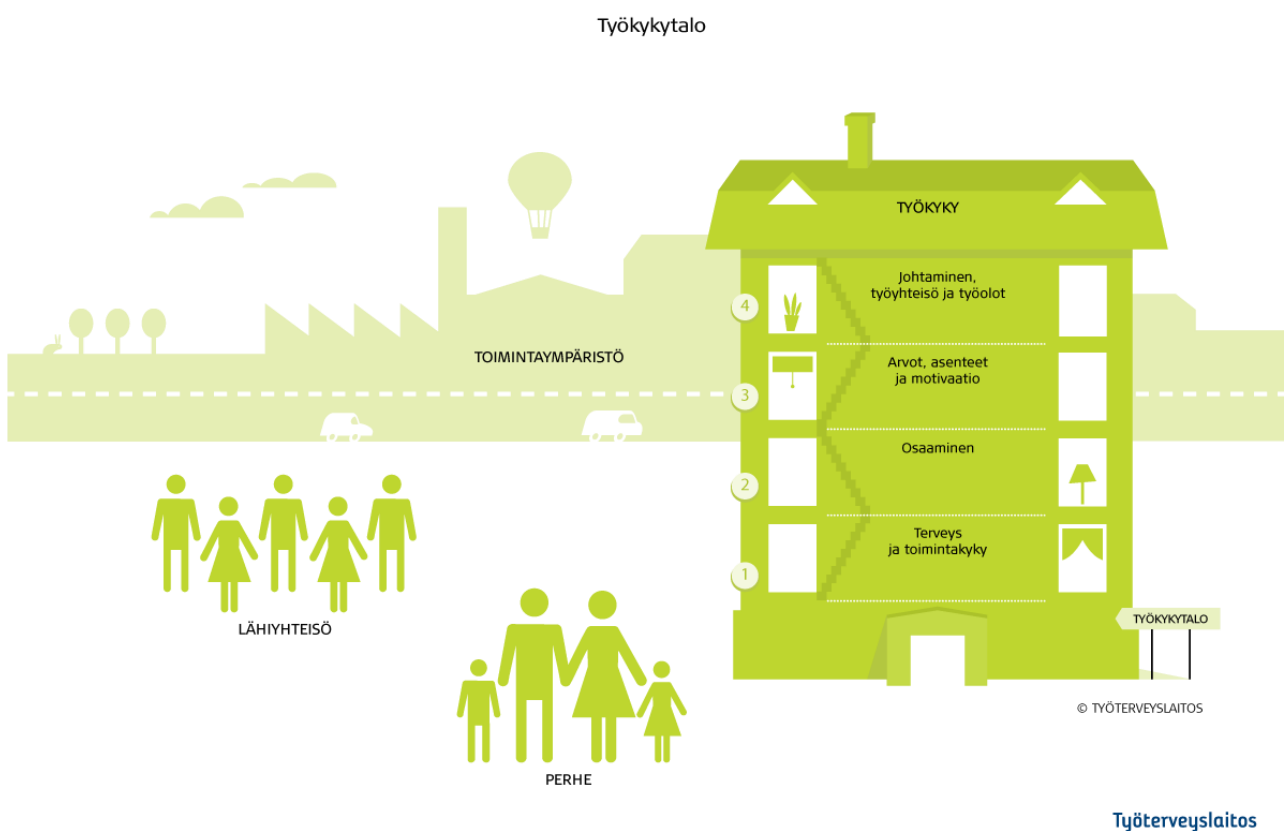 Työkykytalo
TYÖKYKY
4
Johtaminen,
työyhteisö ja työolot
TOIMINTAYMPÄRISTÖ
3
Arvot, asenteet
ja motivaatio
2
Osaaminen
1
Terveys
ja toimintakyky
LÄHIYHTEISÖ
TYÖKYKYTALO
PERHE
© TYÖTERVEYSLAITOS
Työterveyslaitos